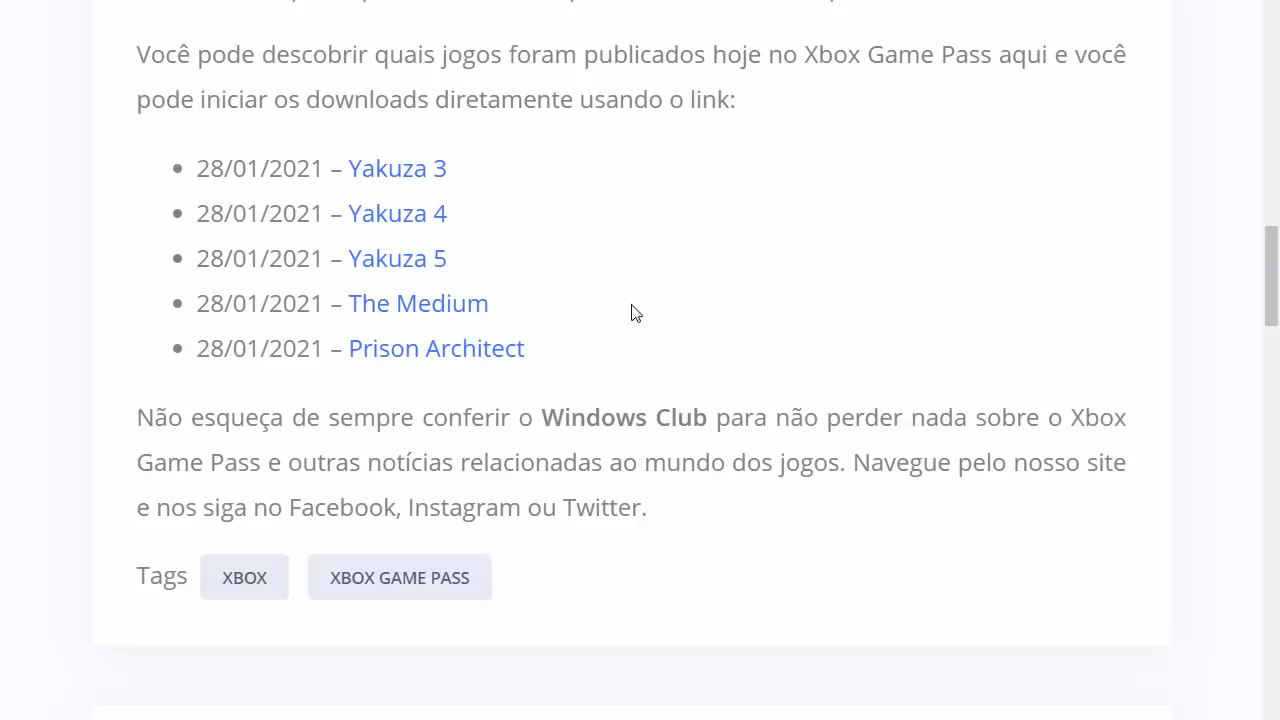 Você pode descobrir quais jogos foram publicados hoje no Xbox Game Pass aqui e você
pode iniciar os downloads diretamente usando o link:
• 28/01/2021 – Yakuza 3
• 28/01/2021 – Yakuza 4
• 28/01/2021 – Yakuza 5
• 28/01/2021 – The Medium
• 28/01/2021 – Prison Architect
Não esqueça de sempre conferir o Windows Club para não perder nada sobre o Xbox
Game Pass e outras notícias relacionadas ao mundo dos jogos. Navegue pelo nosso site
e nos siga no Facebook, Instagram ou Twitter.
Tags XBOX XBOX GAME PASS